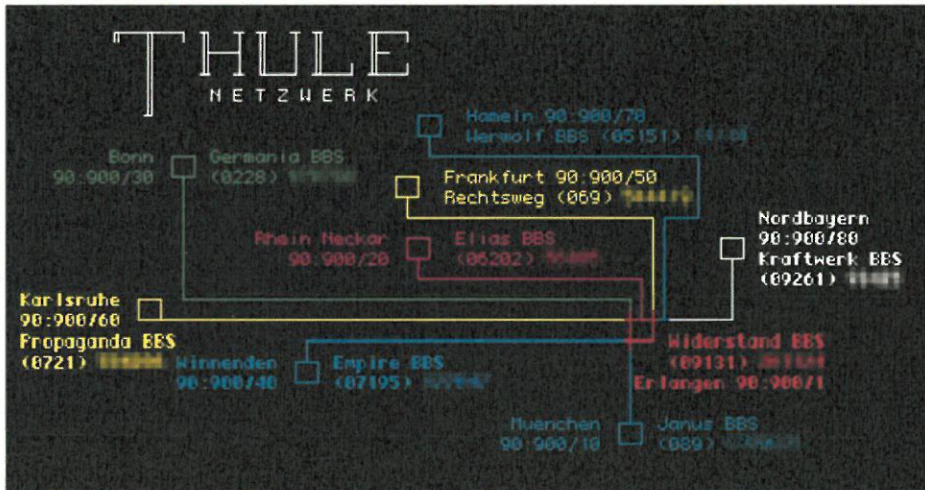 THULE
NETZWERK
Hameln 90:900/70
Werwolf BBS (05151)
Bonn
90:900/30
Germania BBS
(0228)
Frankfurt 90:900/50
Rechtsweg (069)
Nordbayern
90:900/80
Kraftwerk BBS
(09261)
Rhein Neckar
90:900/20
Elias BBS
(06202)
Karlsruhe
90:900/60
Propaganda BBS
(0721)
Winnenden
90:900/40
Empire BBS
(07195)
Widerstand BBS
(09131)
Erlangen 90:900/1
Muenchen
90:900/10
Janus BBS
(089)